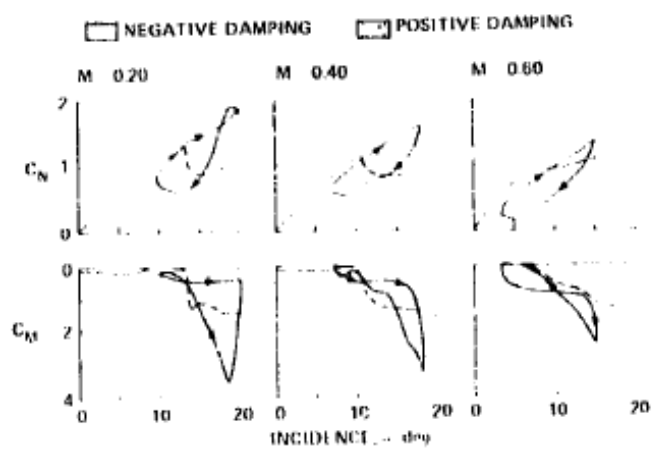 NEGATIVE DAMPING POSITIVE DAMPING
M 0.20 M 0.40 M 0.60
2
C_N 1
0
0
C_M 2
4
0 10 20 0 10 20 0 10 20
INCIDENCE deg